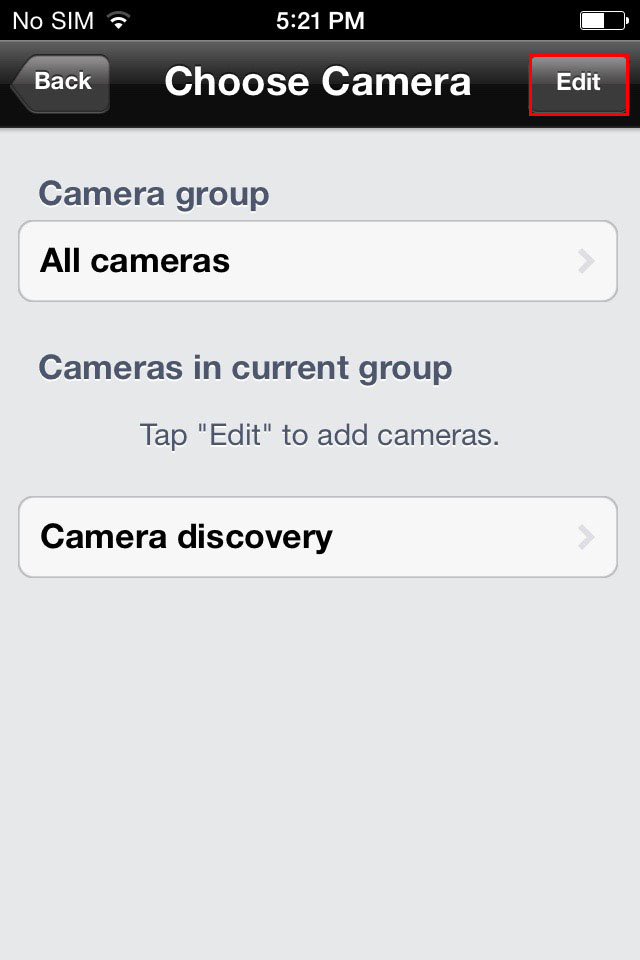 No SIM 5:21 PM
Back Choose Camera Edit
Camera group
All cameras
Cameras in current group
Tap "Edit" to add cameras.
Camera discovery